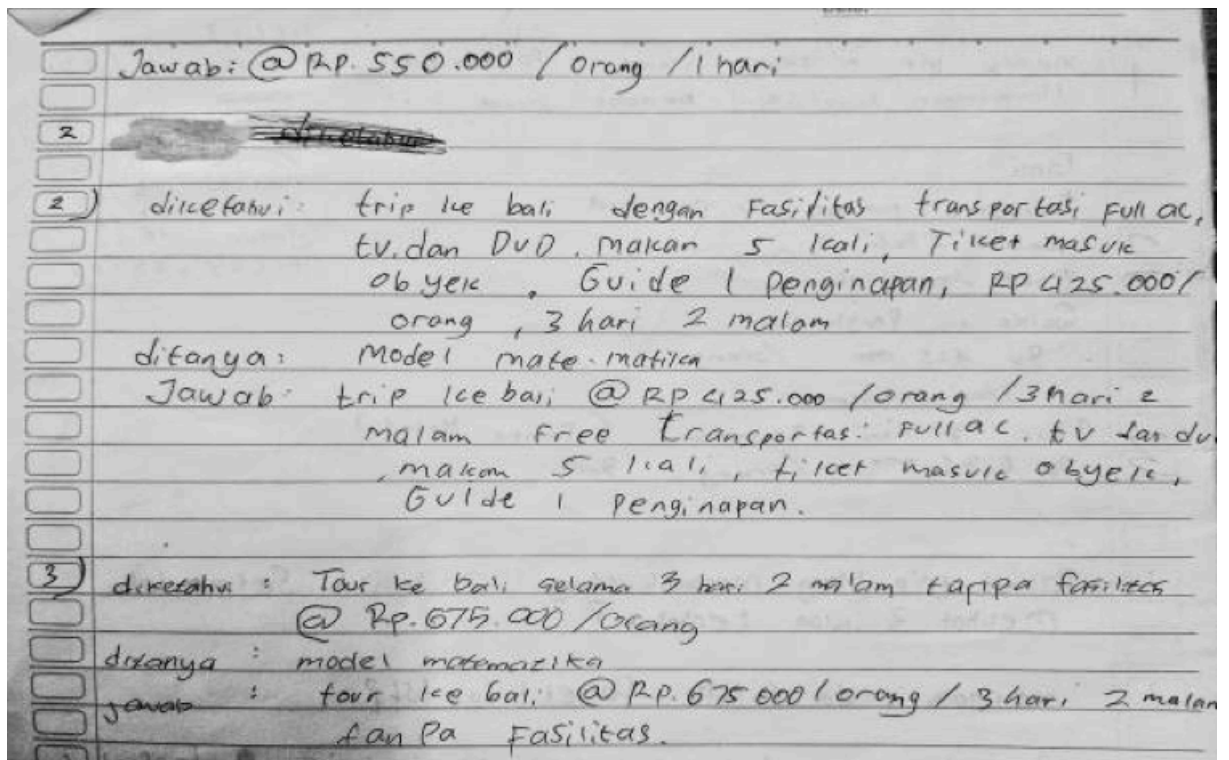 Jawab: @ Rp. 550.000 / orang / 1 hari
2
2) diketahui: trip ke bali dengan Fasilitas transportasi Full ac,
tv.dan DVD. makan 5 kali, Tiket masuk
obyek, Guide 1 penginapan, RP 425.000/
orang, 3 hari 2 malam
ditanya: Model mate.matika
Jawab: trip ke bali @ RP 425.000 /orang /3 hari 2
malam Free transportasi Full ac. tv dan dv
, makan 5 kali, tiket masuk obyek,
Guide 1 penginapan.
3) diketahui : Tour ke bali selama 3 hari 2 malam tanpa fasilitas
@ Rp. 675.000 /orang
ditanya : model matematika
jawab : tour ke bali @ Rp. 675 000 / orang / 3 hari 2 malam
tanpa Fasilitas.